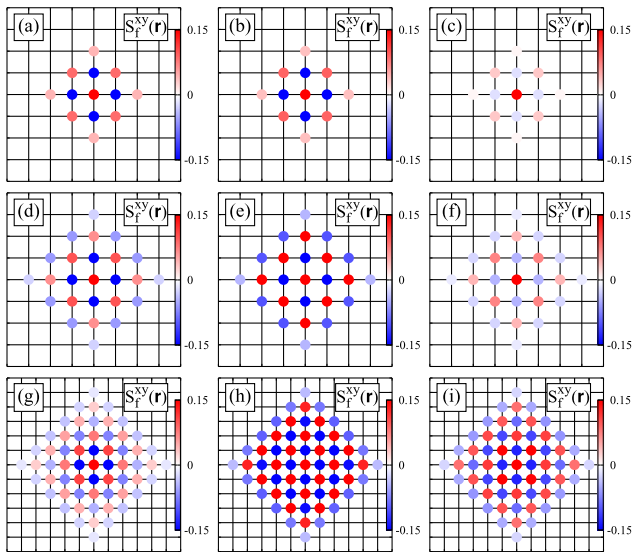 (a) S_f^xy(r) 0.15 (b) S_f^xy(r) 0.15 (c) S_f^xy(r) 0.15
0 0 0
-0.15 -0.15 -0.15
(d) S_f^xy(r) 0.15 (e) S_f^xy(r) 0.15 (f) S_f^xy(r) 0.15
0 0 0
-0.15 -0.15 -0.15
(g) S_f^xy(r) 0.15 (h) S_f^xy(r) 0.15 (i) S_f^xy(r) 0.15
0 0 0
-0.15 -0.15 -0.15